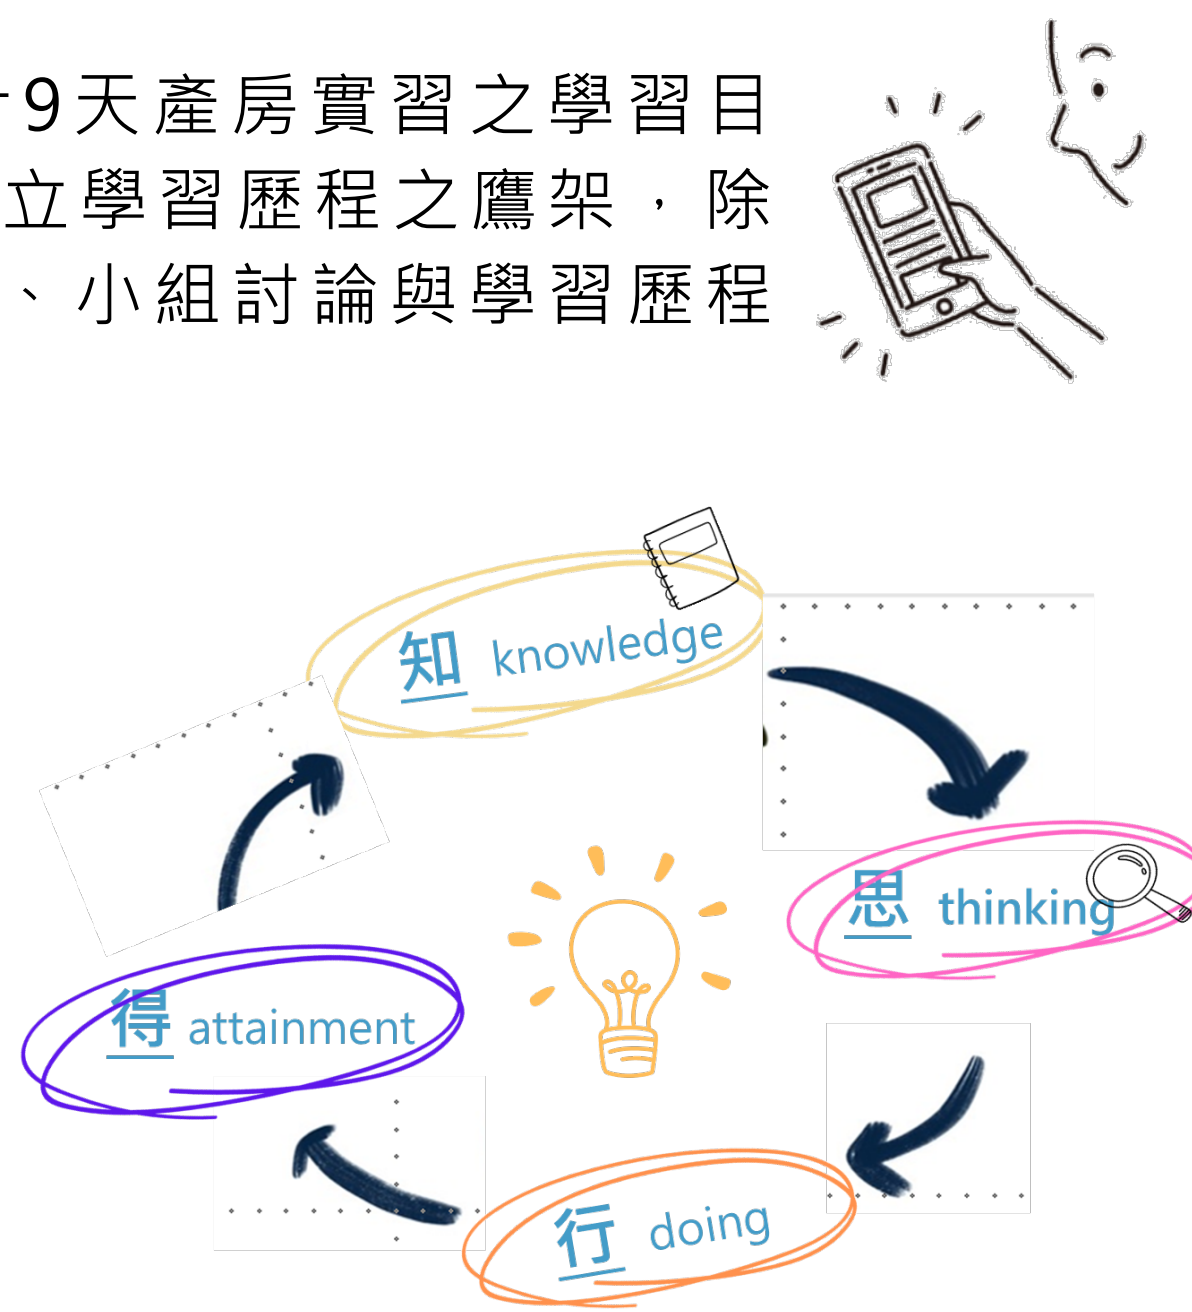 9天產房實習之學習目
立學習歷程之鷹架，除
、小組討論與學習歷程
知 knowledge
思 thinking
得 attainment
行 doing